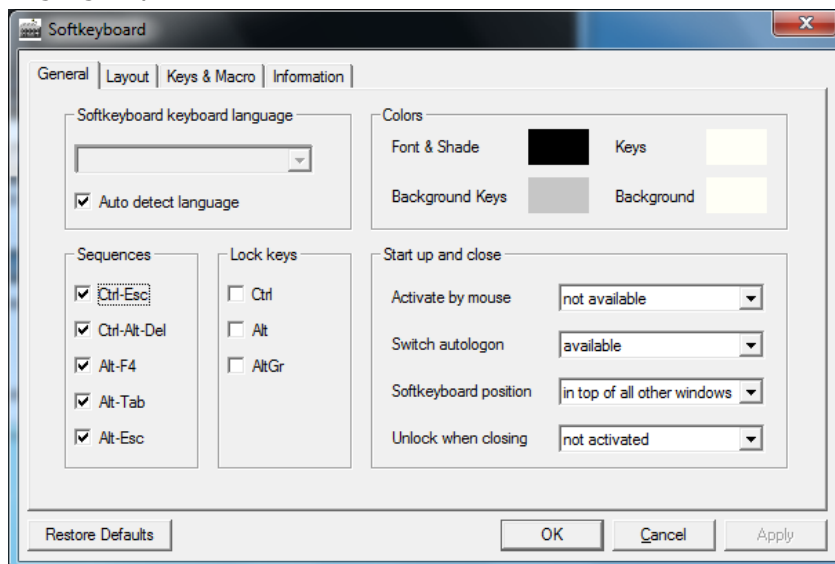 Softkeyboard
General Layout Keys & Macro Information
Softkeyboard keyboard language
Auto detect language
Colors
Font & Shade Keys
Background Keys Background
Sequences
Ctrl-Esc
Ctrl-Alt-Del
Alt-F4
Alt-Tab
Alt-Esc
Lock keys
Ctrl
Alt
AltGr
Start up and close
Activate by mouse not available
Switch autologon available
Softkeyboard position in top of all other windows
Unlock when closing not activated
Restore Defaults OK Cancel Apply